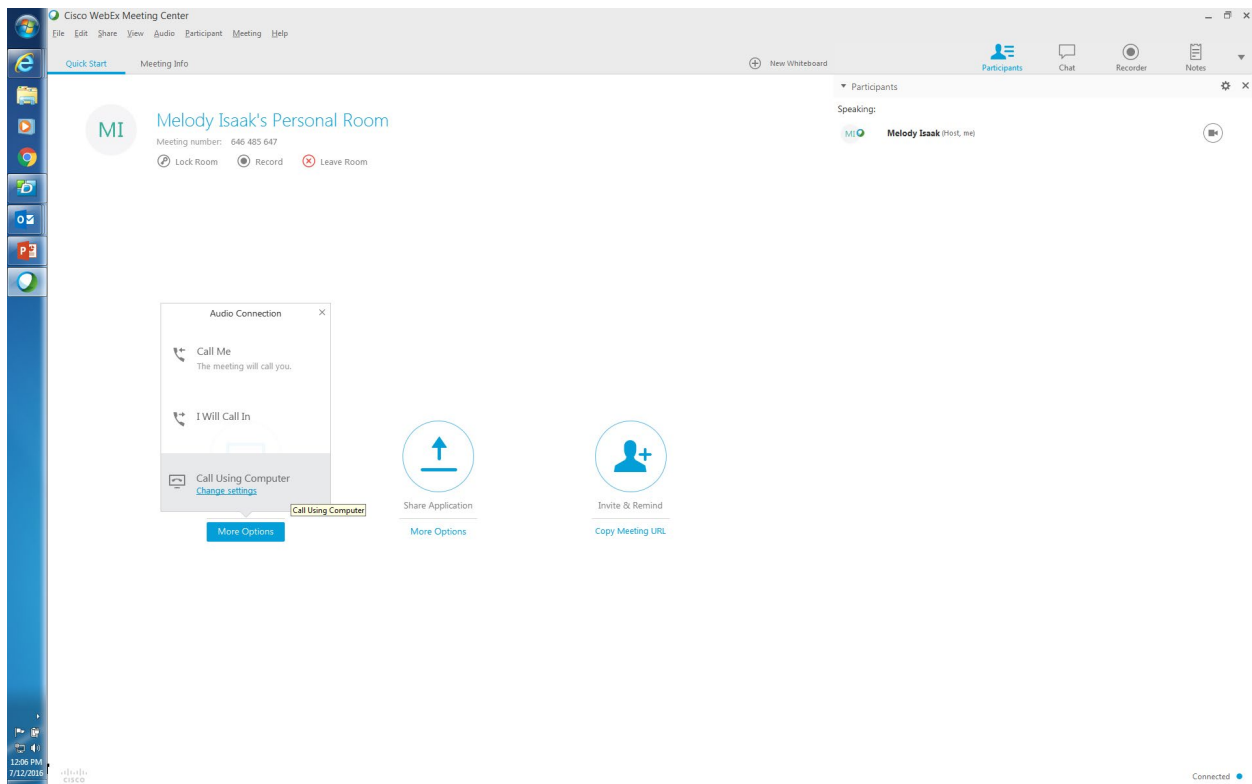 Cisco WebEx Meeting Center
File Edit Share View Audio Participant Meeting Help
Quick Start Meeting Info New Whiteboard Participants Chat Recorder Notes
Participants
Speaking:
MI Melody Isaak (Host, me)
MI
Melody Isaak's Personal Room
Meeting number: 646 485 647
Lock Room Record Leave Room
Audio Connection
Call Me
The meeting will call you.
I Will Call In
Call Using Computer
Change settings
Call Using Computer
Share Application Invite & Remind
More Options More Options Copy Meeting URL
12:06 PM
7/12/2016
CISCO
Connected